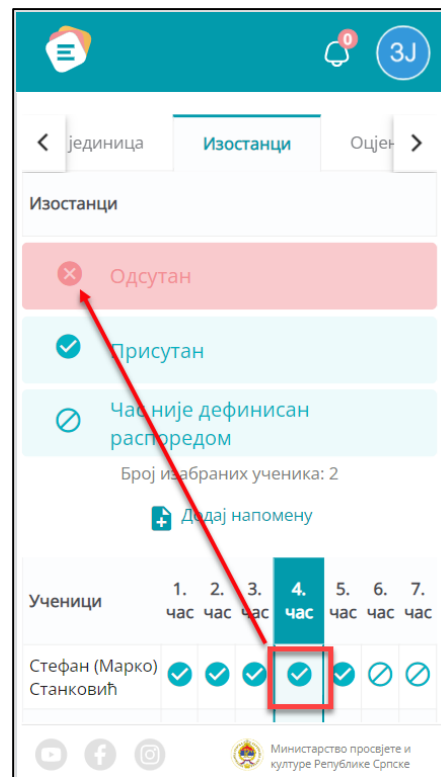 0
ЗЈ
јединица
Изостанци
Оцјен
Изостанци
Одсутан
Присутан
Час није дефинисан
распоредом
Број изабраних ученика: 2
Додај напомену
Ученици
1. час
2. час
3. час
4. час
5. час
6. час
7. час
Стефан (Марко)
Станковић
Министарство просвјете и
културе Републике Српске